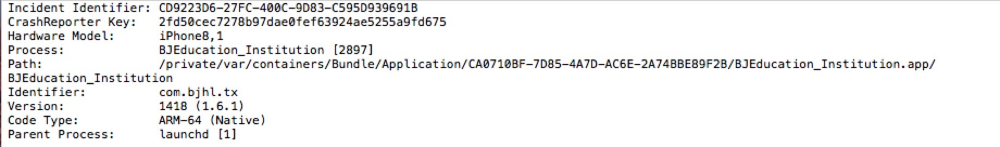 Incident Identifier: CD9223D6-27FC-400C-9D83-C595D939691B
CrashReporter Key:   2fd50cec7278b97dae0fef63924ae5255a9fd675
Hardware Model:      iPhone8,1
Process:             BJEducation_Institution [2897]
Path:                /private/var/containers/Bundle/Application/CA0710BF-7D85-4A7D-AC6E-2A74BBE89F2B/BJEducation_Institution.app/
BJEducation_Institution
Identifier:          com.bjhl.tx
Version:             1418 (1.6.1)
Code Type:           ARM-64 (Native)
Parent Process:      launchd [1]